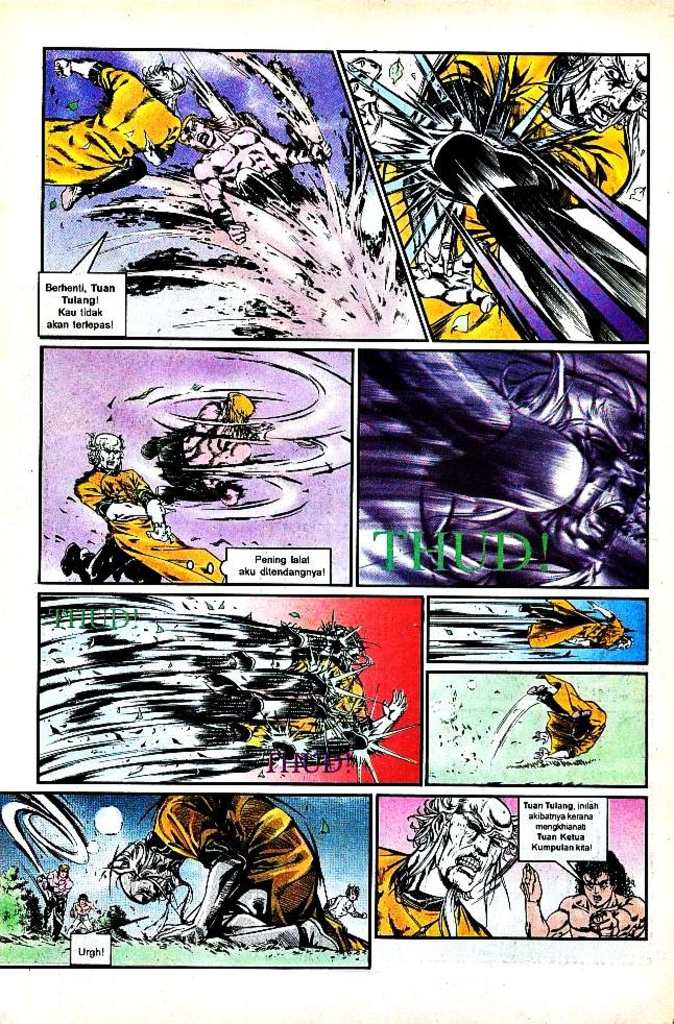 Berhenti, Tuan
Tulang!
Kau tidak
akan terlepas!
Pening lalat
aku ditendangnya!
THUD!
THUD!
THUD!
Tuan Tulang, inilah
akibatnya kerana
mengkhianati
Tuan Ketua
Kumpulan kita!
Urgh!